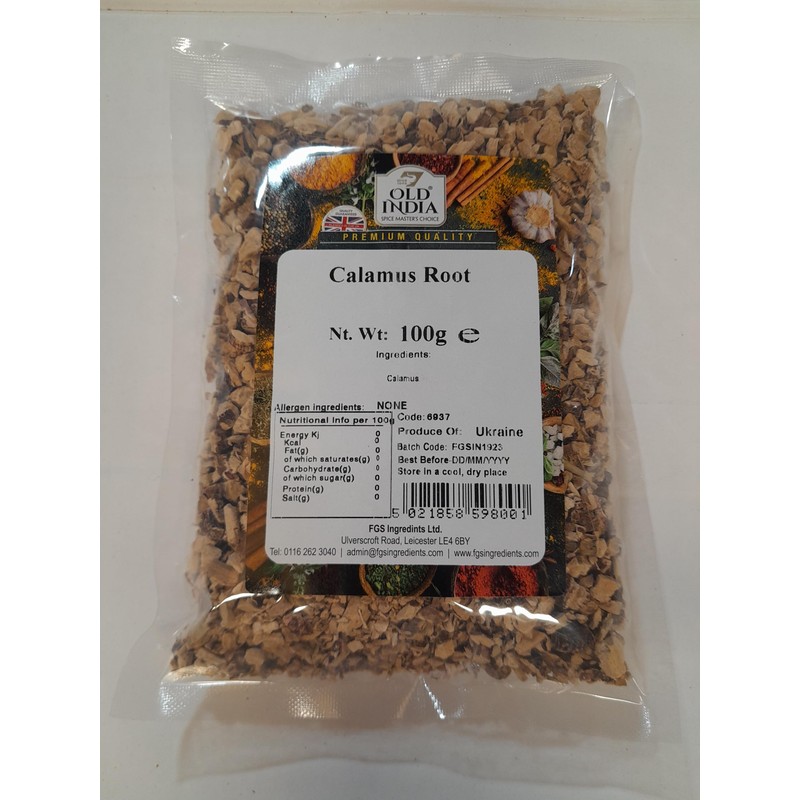 OLD
INDIA
SPICE MASTER'S CHOICE
PREMIUM QUALITY
Calamus Root
Nt. Wt: 100g ℮
Ingredients:
Calamus
Allergen ingredients: NONE
Nutritional Info per 100g
Energy Kj 0
Kcal 0
Fat(g) 0
of which saturates(g) 0
Carbohydrate(g) 0
of which sugar(g) 0
Protein(g) 0
Salt(g) 0
Code: 6937
Produce Of: Ukraine
Batch Code: FGSIN1923
Best Before-DD/MM/YYYY
Store in a cool, dry place
5 021858 598001
FGS Ingredints Ltd.
Ulverscroft Road, Leicester LE4 6BY
Tel: 0116 262 3040 | admin@fgsingredients.com | www.fgsingredients.com